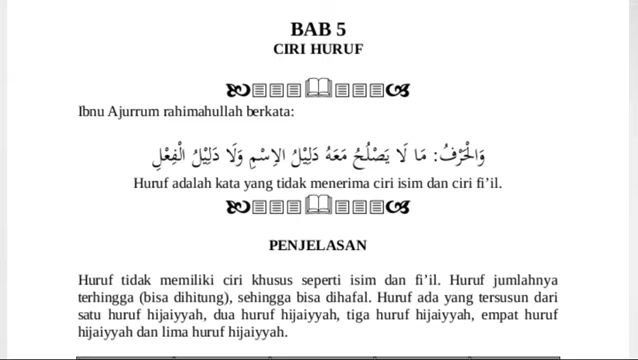 BAB 5
CIRI HURUF
Ibnu Ajurrum rahimahullah berkata:
وَالْحَرْفُ: مَا لَا يَصْلُحُ مَعَهُ دَلِيْلُ الِاسْمِ وَلَا دَلِيْلُ الْفِعْلِ
Huruf adalah kata yang tidak menerima ciri isim dan ciri fi’il.
PENJELASAN
Huruf tidak memiliki ciri khusus seperti isim dan fi’il. Huruf jumlahnya
terhingga (bisa dihitung), sehingga bisa dihafal. Huruf ada yang tersusun dari
satu huruf hijaiyyah, dua huruf hijaiyyah, tiga huruf hijaiyyah, empat huruf
hijaiyyah dan lima huruf hijaiyyah.